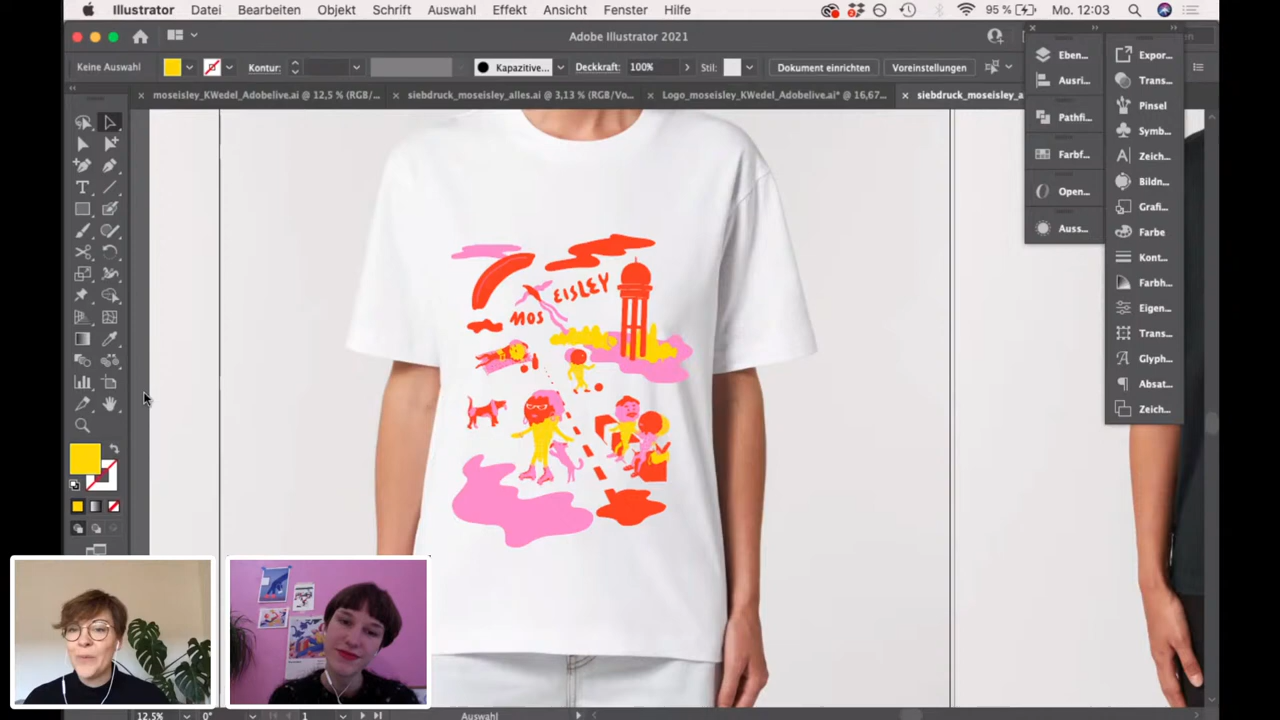 Illustrator Datei Bearbeiten Objekt Schrift Auswahl Effekt Ansicht Fenster Hilfe 95 % Mo. 12:03
Adobe Illustrator 2021
Keine Auswahl Kontur: Kapazitive... Deckkraft: 100% Stil: Dokument einrichten Voreinstellungen
moseisley_KWedel_Adobelive.ai @ 12,5 % (RGB/... siebdruck_moseisley_alles.ai @ 3,13 % (RGB/Vo... Logo_moseisley_KWedel_Adobelive.ai* @ 16,67... siebdruck_moseisley_a
Eben...
Ausri...
Pathfi...
Farbf...
Open...
Auss...
Expor...
Trans...
Pinsel
Symb...
Zeich...
Bildn...
Grafi...
Farbe
Kont...
Farbh...
Eigen...
Trans...
Glyph...
Absat...
Zeich...
MOS EISLEY
12,5% 0° 1 Auswahl